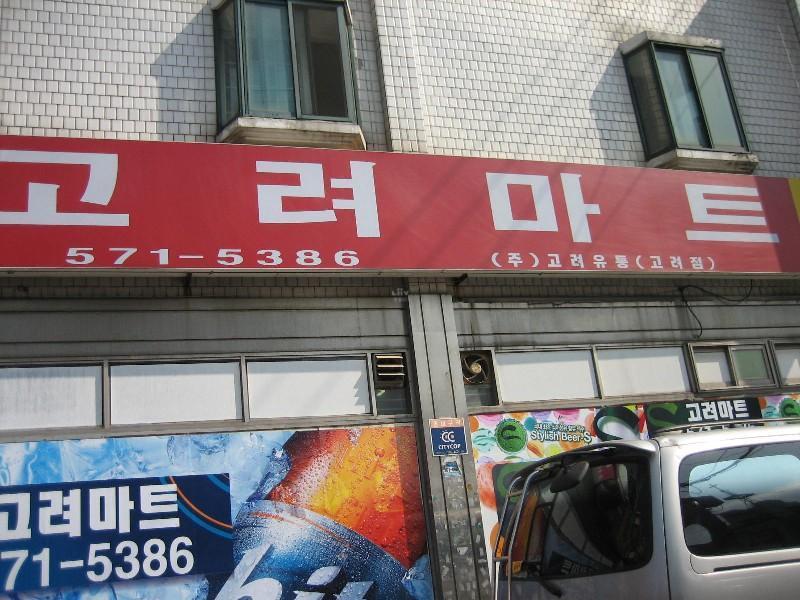 고려마트
571-5386
(주)고려유통(고려점)
CITYCOP
고려마트
Stylish Beer-S
고려마트
71-5386
hit